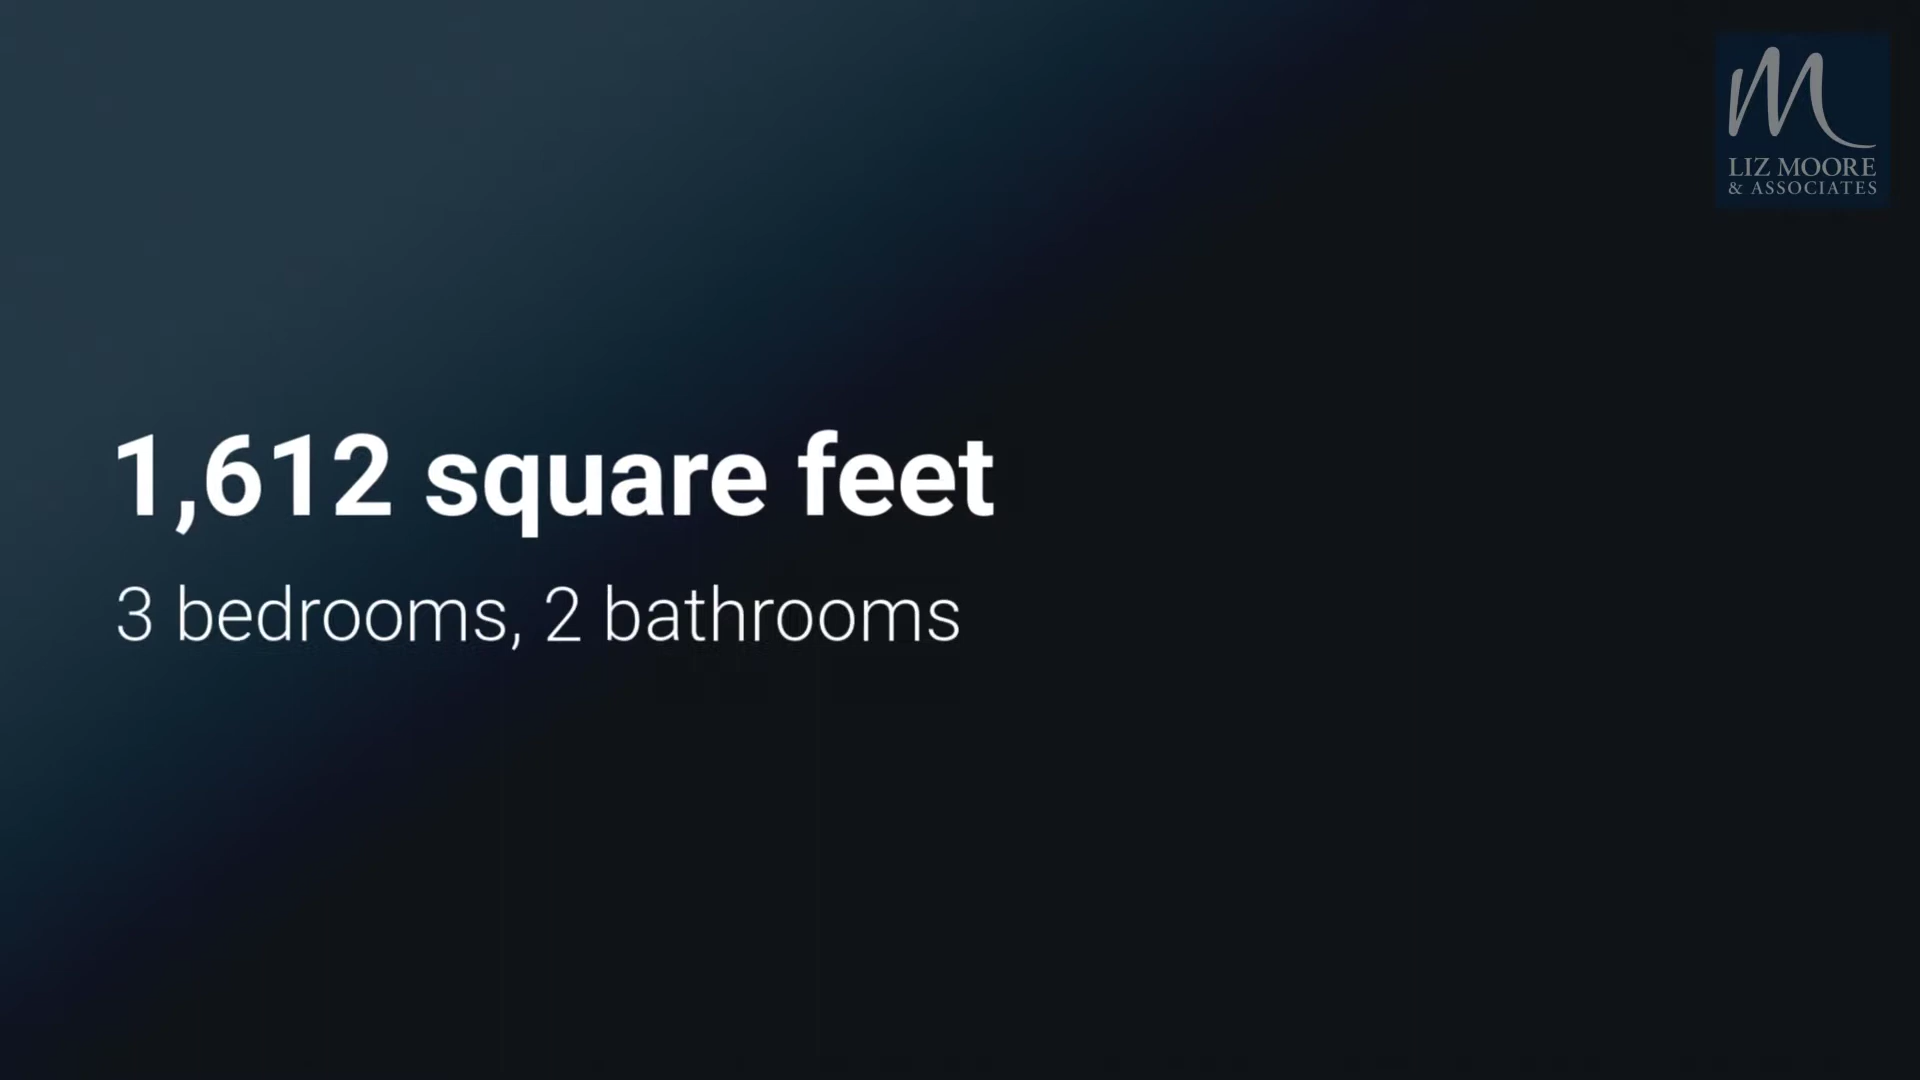 LIZ MOORE
& ASSOCIATES
1,612 square feet
3 bedrooms, 2 bathrooms